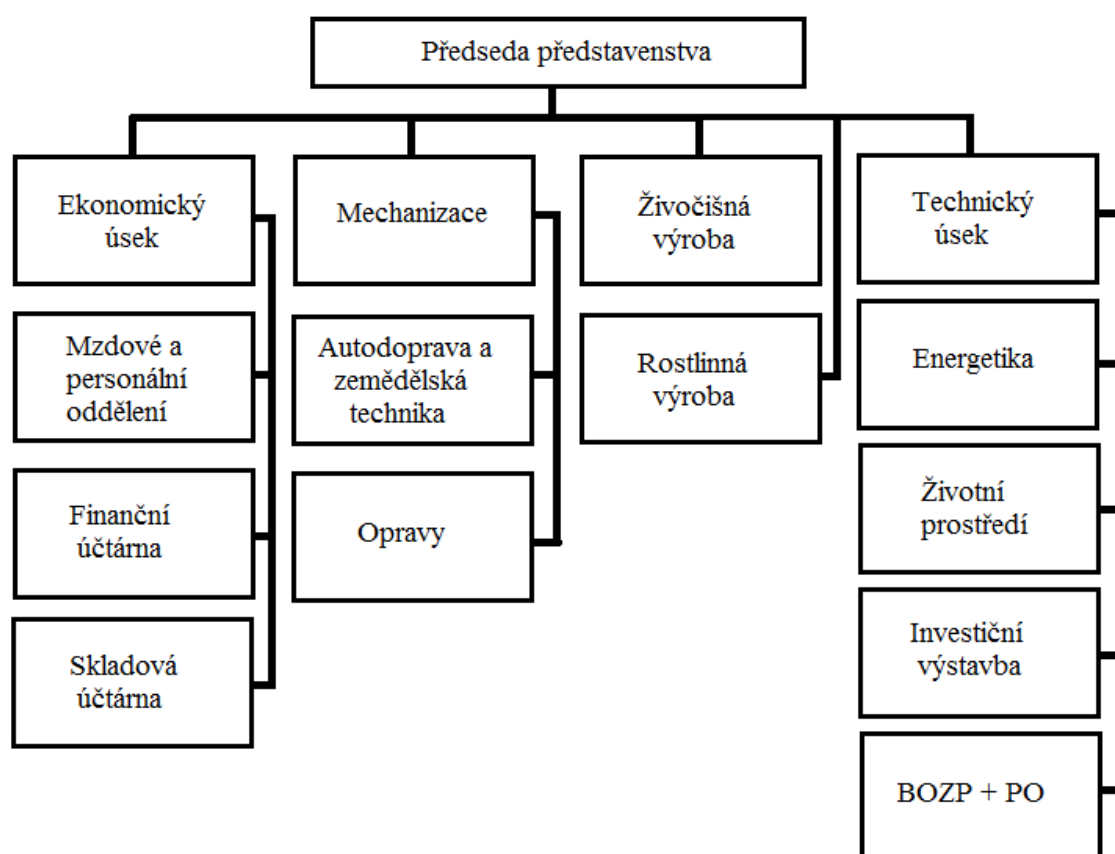 Předseda představenstva
Ekonomický
úsek
Mechanizace
Živočišná
výroba
Technický
úsek
Mzdové a
personální
oddělení
Autodoprava a
zemědělská
technika
Rostlinná
výroba
Energetika
Finanční
účtárna
Opravy
Životní
prostředí
Skladová
účtárna
Investiční
výstavba
BOZP + PO